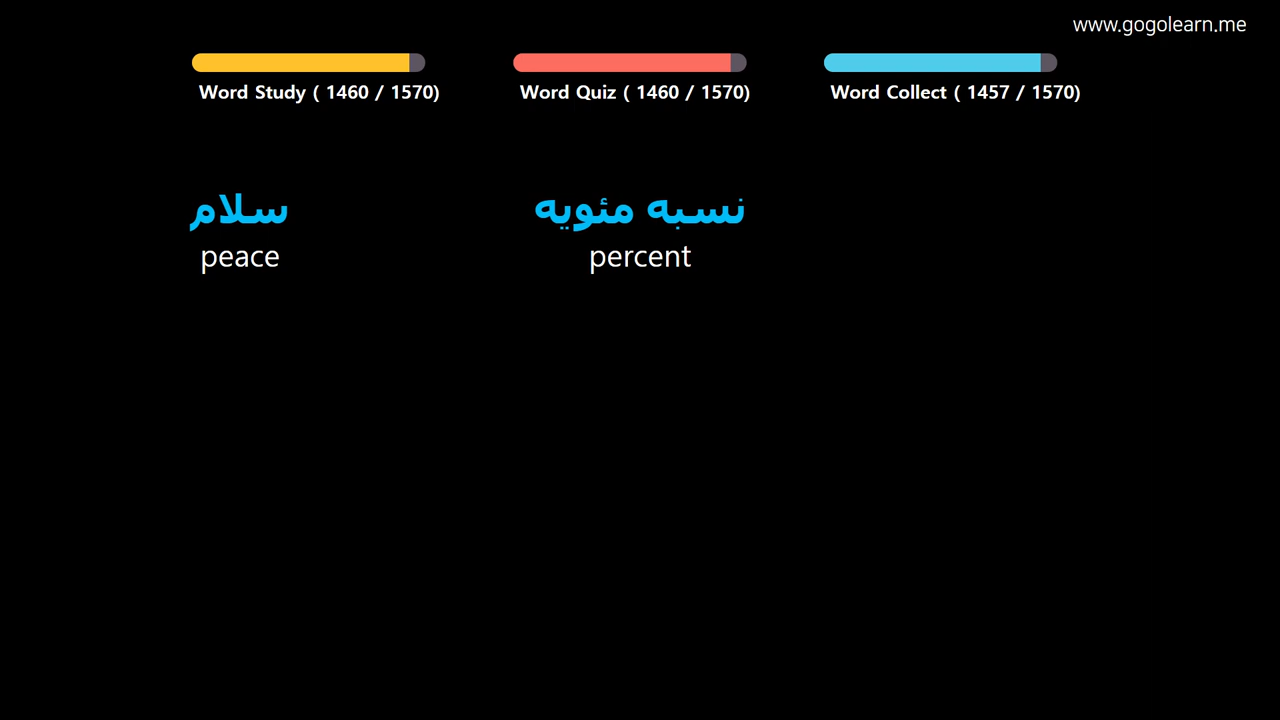 www.gogolearn.me
Word Study ( 1460 / 1570)
Word Quiz ( 1460 / 1570)
Word Collect ( 1457 / 1570)
سلام
peace
نسبه مئويه
percent